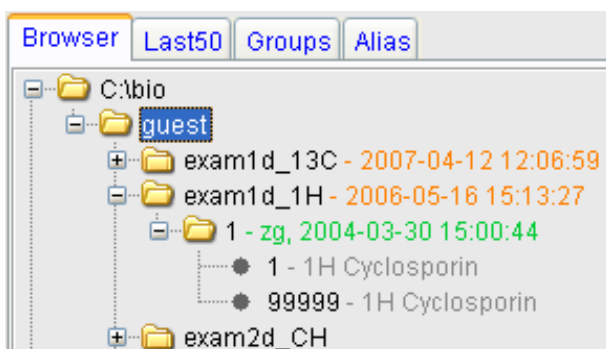 Browser Last50 Groups Alias
C:\bio
guest
exam1d_13C - 2007-04-12 12:06:59
exam1d_1H - 2006-05-16 15:13:27
1 - zg, 2004-03-30 15:00:44
1 - 1H Cyclosporin
99999 - 1H Cyclosporin
exam2d_CH